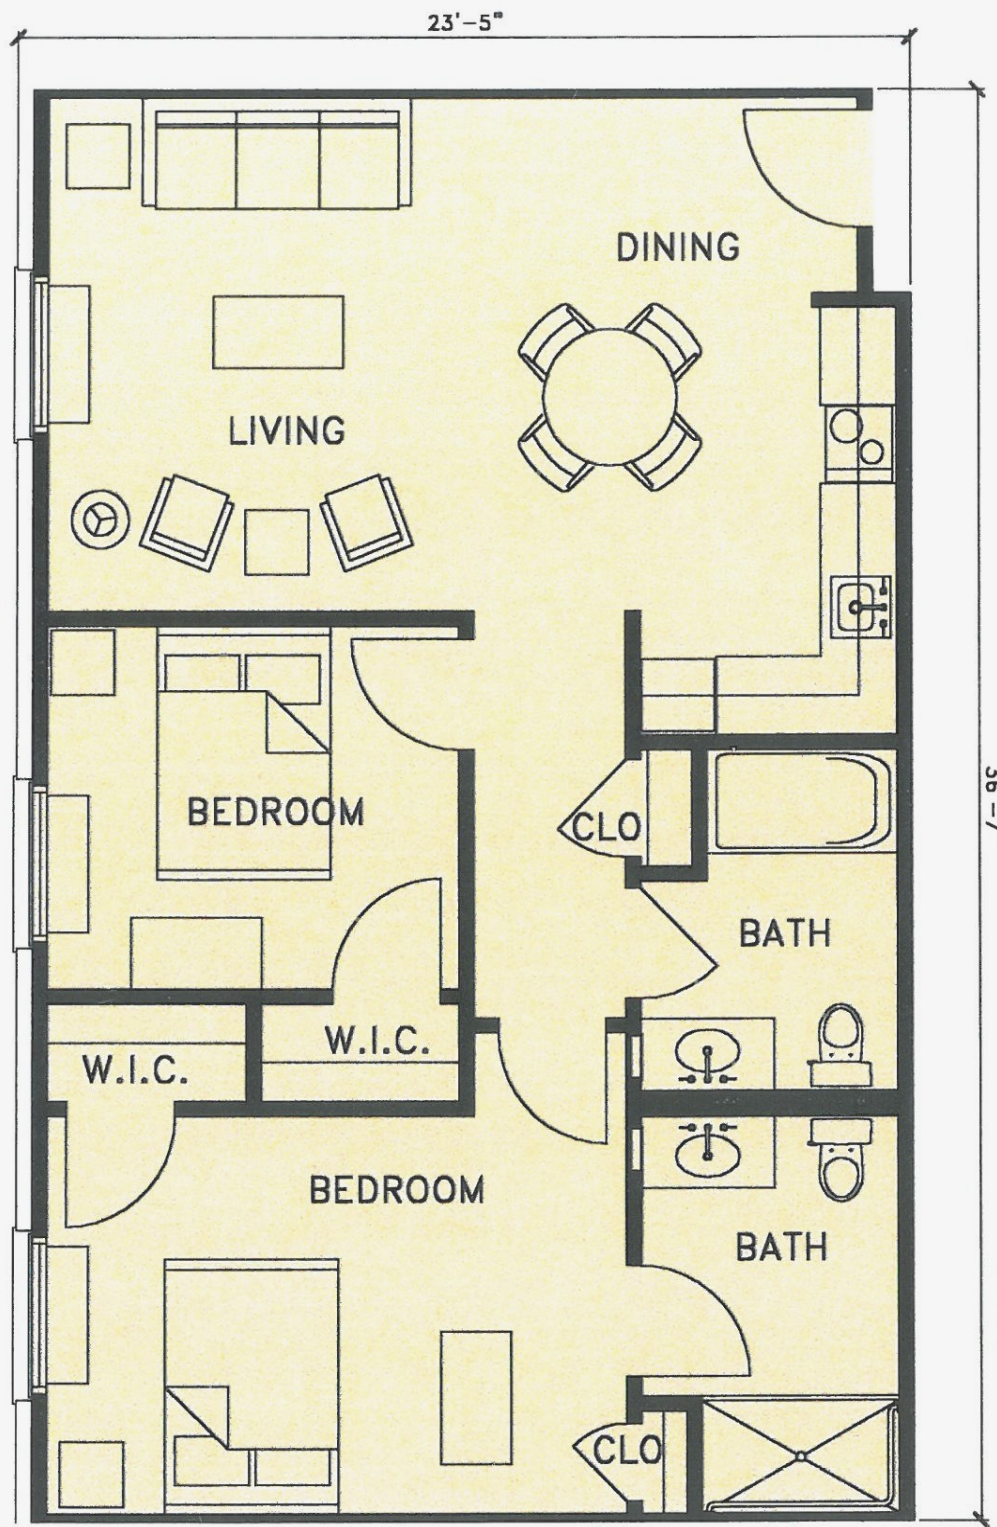 23'-5"
DINING
LIVING
BEDROOM
CLO
BATH
W.I.C.
W.I.C.
BEDROOM
BATH
CLO